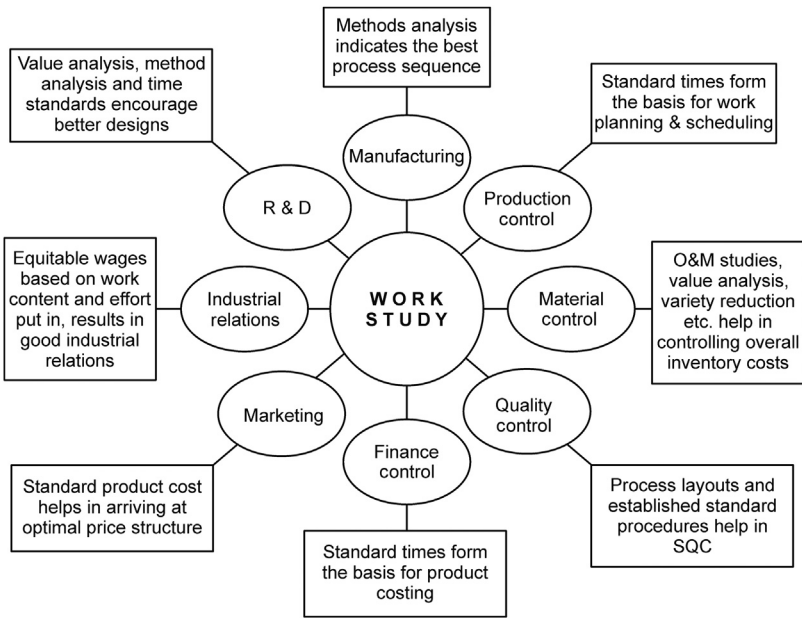 Methods analysis
indicates the best
process sequence
Value analysis, method
analysis and time
standards encourage
better designs
Standard times form
the basis for work
planning & scheduling
Manufacturing
R & D
Production
control
Equitable wages
based on work
content and effort
put in, results in
good industrial
relations
Industrial
relations
WORK
STUDY
Material
control
O&M studies,
value analysis,
variety reduction
etc. help in
controlling overall
inventory costs
Marketing
Quality
control
Finance
control
Standard product cost
helps in arriving at
optimal price structure
Process layouts and
established standard
procedures help in
SQC
Standard times form
the basis for product
costing